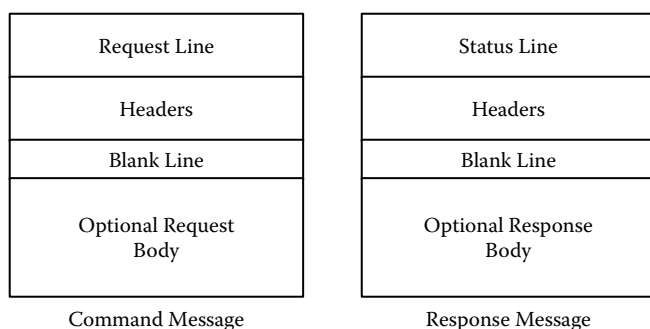 Request Line
Headers
Blank Line
Optional Request
Body
Command Message
Status Line
Headers
Blank Line
Optional Response
Body
Response Message